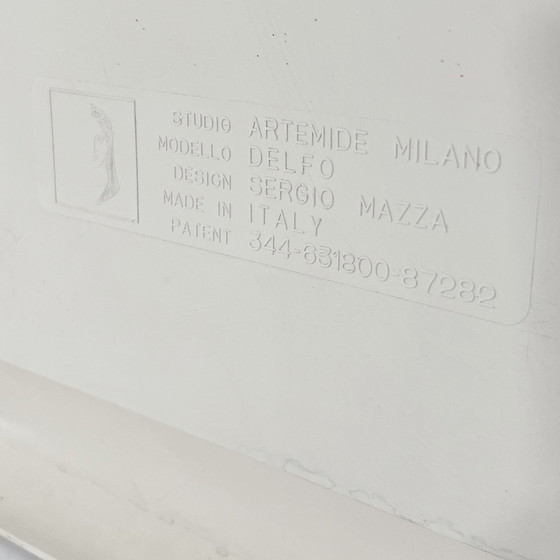 STUDIO ARTEMIDE MILANO
MODELLO DELFO
DESIGN SERGIO MAZZA
MADE IN ITALY
PATENT 344-631800-87282